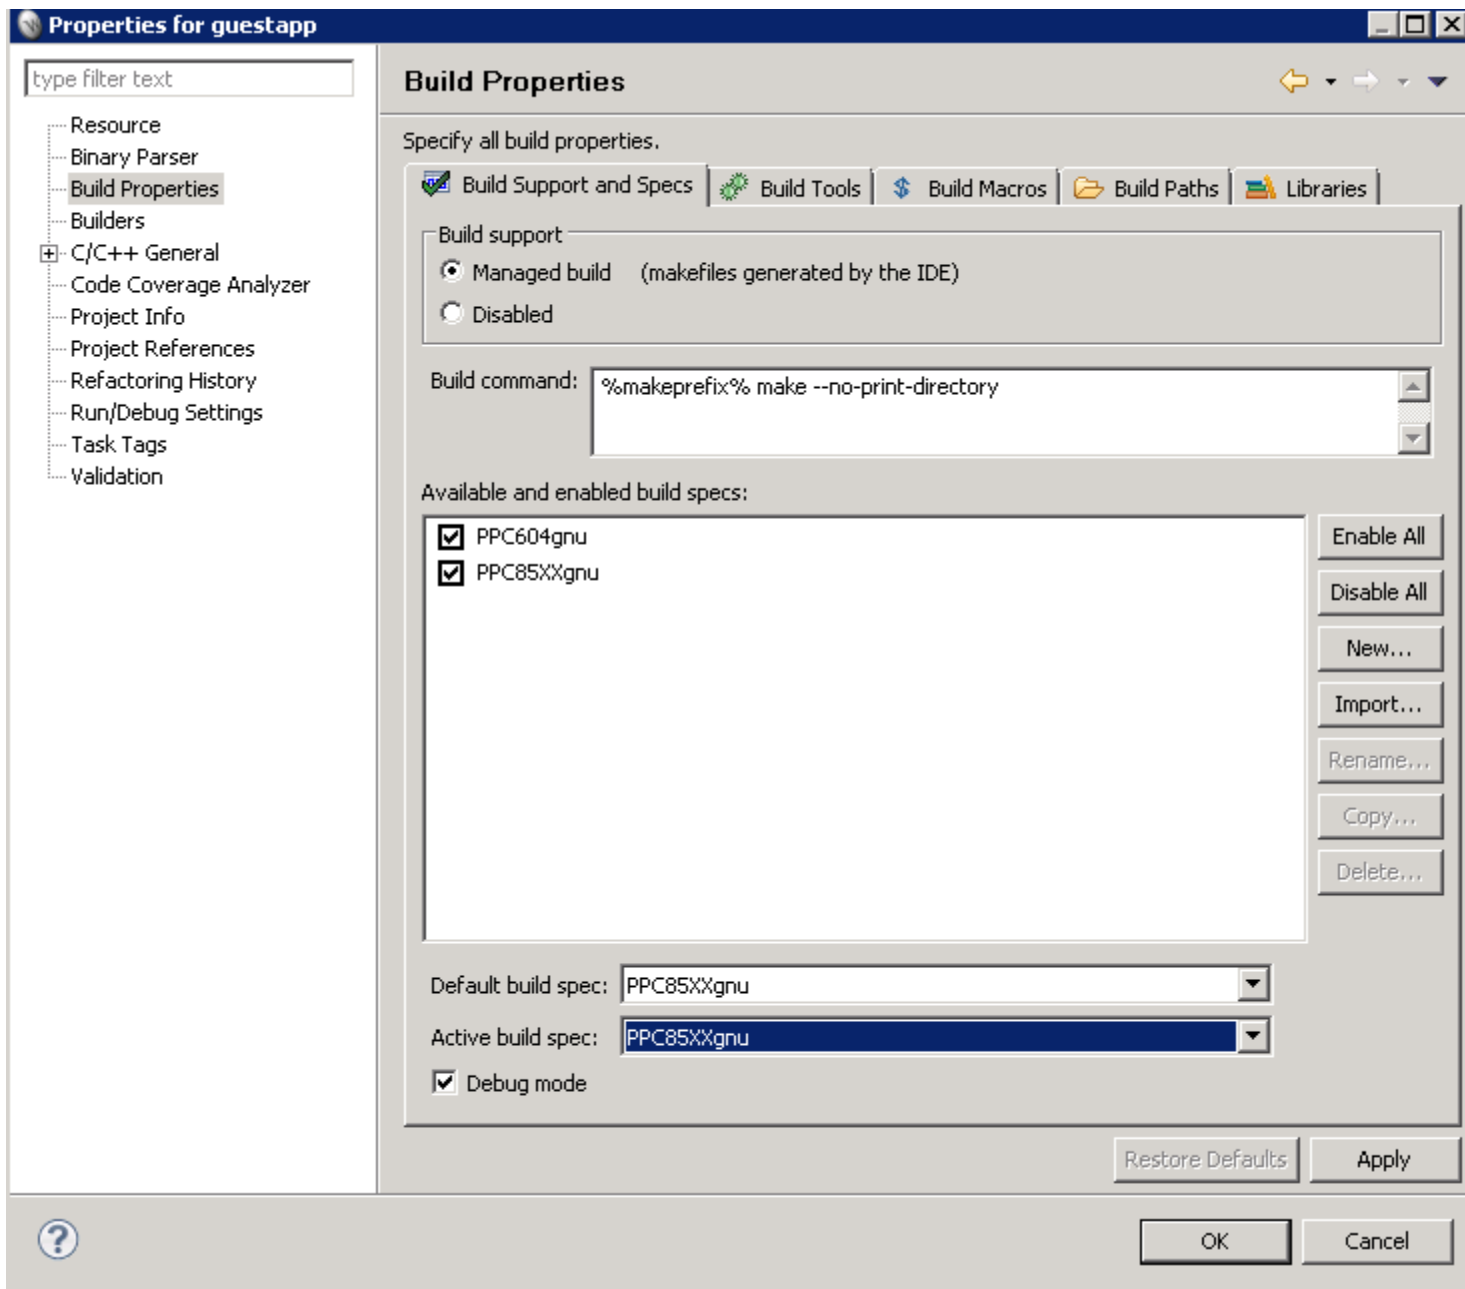 Properties for guestapp
type filter text
Resource
Binary Parser
Build Properties
Builders
C/C++ General
Code Coverage Analyzer
Project Info
Project References
Refactoring History
Run/Debug Settings
Task Tags
Validation
Build Properties
Specify all build properties.
Build Support and Specs Build Tools Build Macros Build Paths Libraries
Build support
Managed build (makefiles generated by the IDE)
Disabled
Build command: %makeprefix% make --no-print-directory
Available and enabled build specs:
PPC604gnu
PPC85XXgnu
Enable All
Disable All
New...
Import...
Rename...
Copy...
Delete...
Default build spec: PPC85XXgnu
Active build spec: PPC85XXgnu
Debug mode
Restore Defaults Apply
OK Cancel